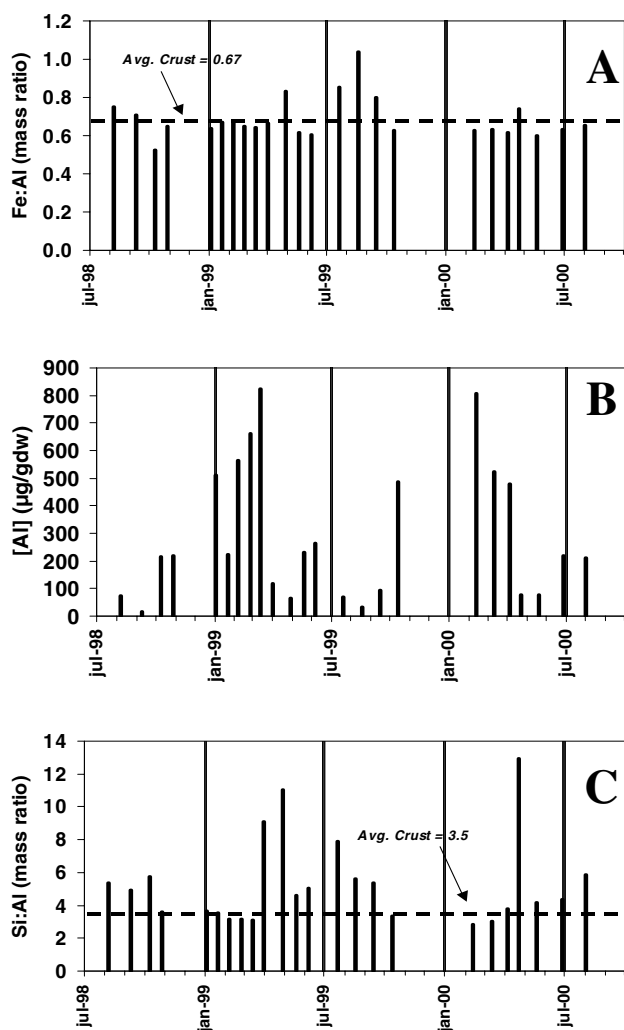 A
Fe:Al (mass ratio)
1.2
1.0
0.8
0.6
0.4
0.2
0.0
Avg. Crust = 0.67
jul-98
jan-99
jul-99
jan-00
jul-00
B
[Al] (µg/gdw)
900
800
700
600
500
400
300
200
100
0
jul-98
jan-99
jul-99
jan-00
jul-00
C
Si:Al (mass ratio)
14
12
10
8
6
4
2
0
Avg. Crust = 3.5
jul-98
jan-99
jul-99
jan-00
jul-00